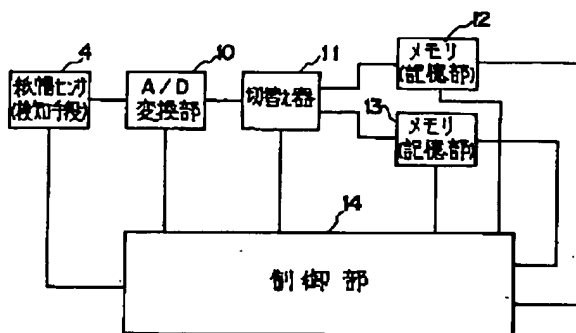 4
紙幅センサ
(検知手段)
10
A/D
変換部
11
切替え器
12
メモリ
(記憶部)
13
メモリ
(記憶部)
14
制御部